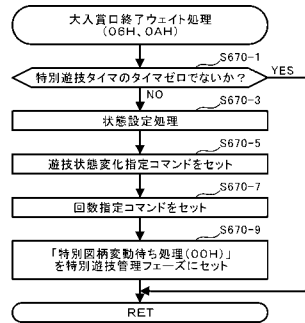 大入賞口終了ウェイト処理
(06H、0AH)
S670-1
特別遊技タイマのタイマゼロでないか?
YES
NO
S670-3
状態設定処理
S670-5
遊技状態変化指定コマンドをセット
S670-7
回数指定コマンドをセット
S670-9
「特別図柄変動待ち処理(00H)」
を特別遊技管理フェーズにセット
RET